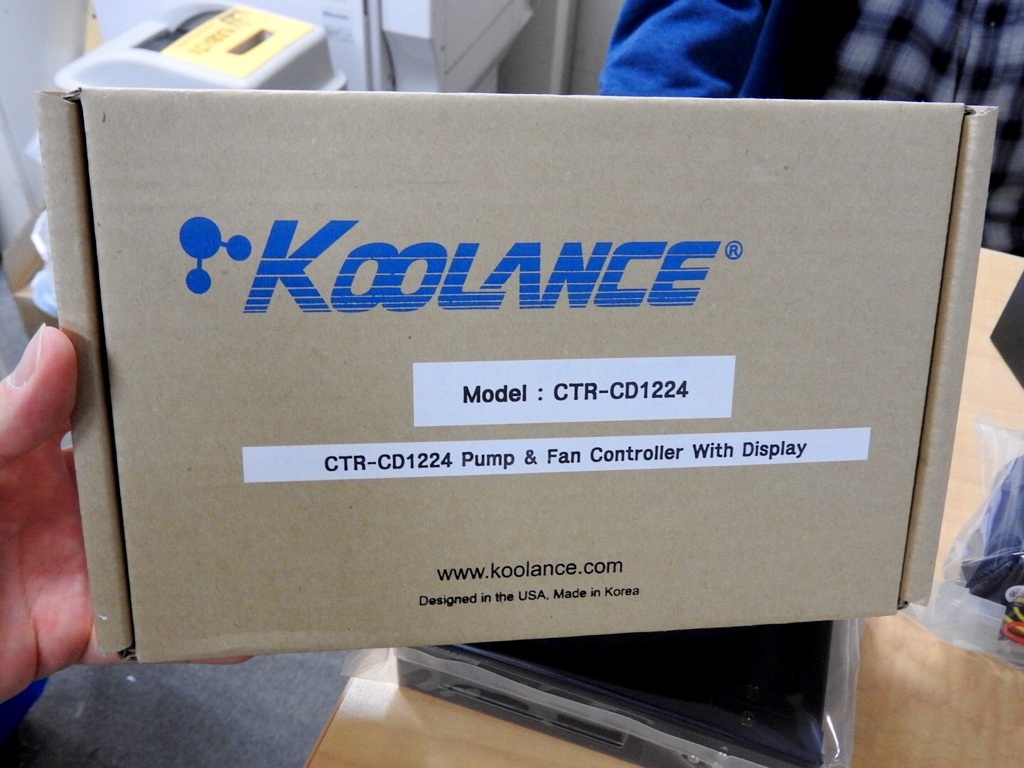 KOOLANCE®
Model : CTR-CD1224
CTR-CD1224 Pump & Fan Controller With Display
www.koolance.com
Designed in the USA, Made in Korea